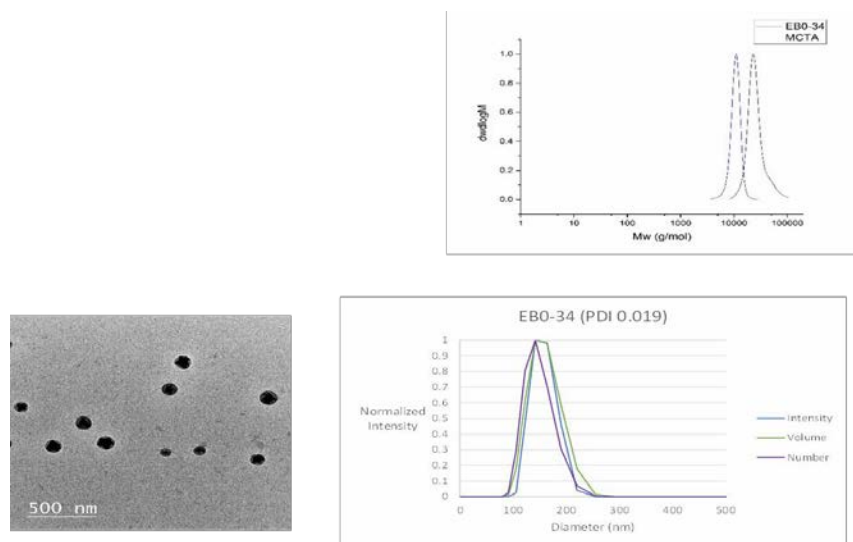 EB0-34
MCTA
1.0
0.8
0.6
0.4
0.2
0.0
dwdlogM
1 10 100 1000 10000 100000
Mw (g/mol)
500 nm
EB0-34 (PDI 0.019)
1
0.9
0.8
0.7
0.6
0.5
0.4
0.3
0.2
0.1
0
Normalized
Intensity
0 100 200 300 400 500
Diameter (nm)
Intensity
Volume
Number